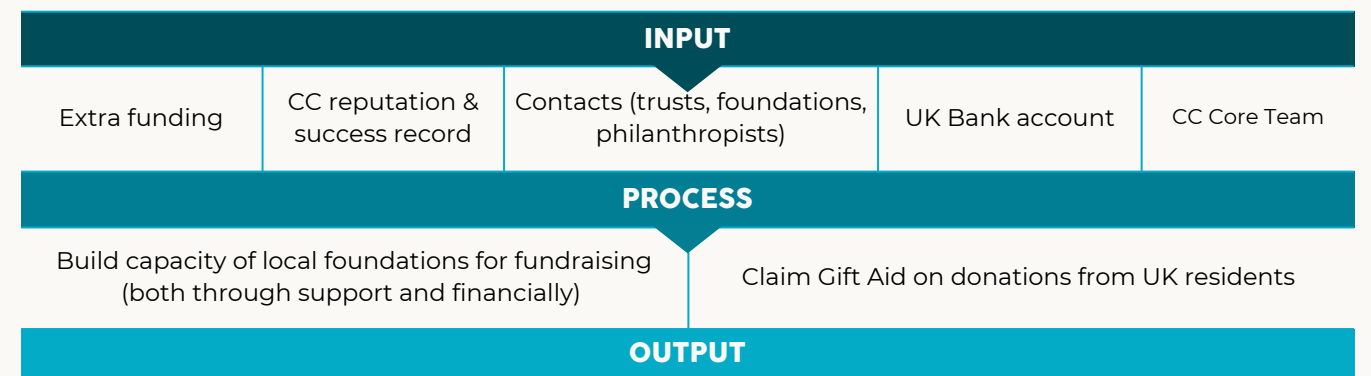 INPUT
Extra funding
CC reputation &
success record
Contacts (trusts, foundations,
philanthropists)
UK Bank account
CC Core Team
PROCESS
Build capacity of local foundations for fundraising
(both through support and financially)
Claim Gift Aid on donations from UK residents
OUTPUT